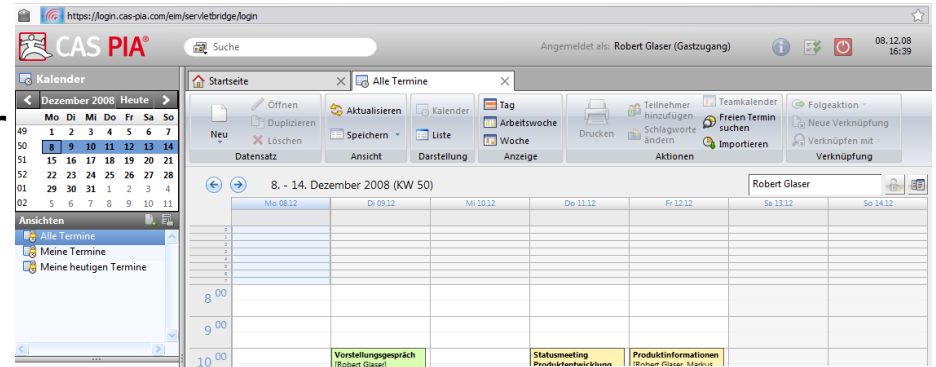 https://login.cas-pia.com/eim/servletbridge/login
CAS PIA®
Suche
Angemeldet als: Robert Glaser (Gastzugang)
08.12.08
16:39
Kalender
Startseite
Alle Termine
Dezember 2008 Heute
Mo Di Mi Do Fr Sa So
49 1 2 3 4 5 6 7
50 8 9 10 11 12 13 14
51 15 16 17 18 19 20 21
52 22 23 24 25 26 27 28
01 29 30 31 1 2 3 4
02 5 6 7 8 9 10 11
Ansichten
Alle Termine
Meine Termine
Meine heutigen Termine
Neu
Öffnen
Duplizieren
Löschen
Datensatz
Aktualisieren
Speichern
Ansicht
Kalender
Liste
Darstellung
Tag
Arbeitswoche
Woche
Anzeige
Drucken
Teilnehmer
hinzufügen
Schlagworte
ändern
Teamkalender
Freien Termin
suchen
Importieren
Aktionen
Folgeaktion
Neue Verknüpfung
Verknüpfen mit
Verknüpfung
8. - 14. Dezember 2008 (KW 50)
Robert Glaser
Mo 08.12 Di 09.12 Mi 10.12 Do 11.12 Fr 12.12 Sa 13.12 So 14.12
8 00
9 00
10 00
Vorstellungsgespräch
[Robert Glaser]
Statusmeeting
Produktentwicklung
Produktinformationen
[Robert Glaser, Markus